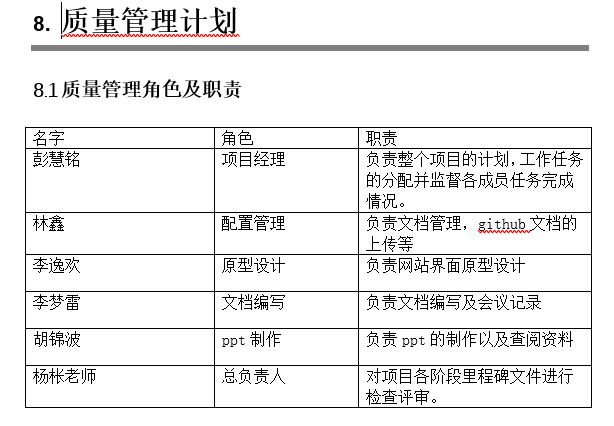 8. 质量管理计划
8.1质量管理角色及职责
名字 角色 职责
彭慧铭 项目经理 负责整个项目的计划，工作任务
的分配并监督各成员任务完成
情况。
林鑫 配置管理 负责文档管理，github 文档的
上传等
李逸欢 原型设计 负责网站界面原型设计
李梦雷 文档编写 负责文档编写及会议记录
胡锦波 ppt 制作 负责 ppt 的制作以及查阅资料
杨枨老师 总负责人 对项目各阶段里程碑文件进行
检查评审。